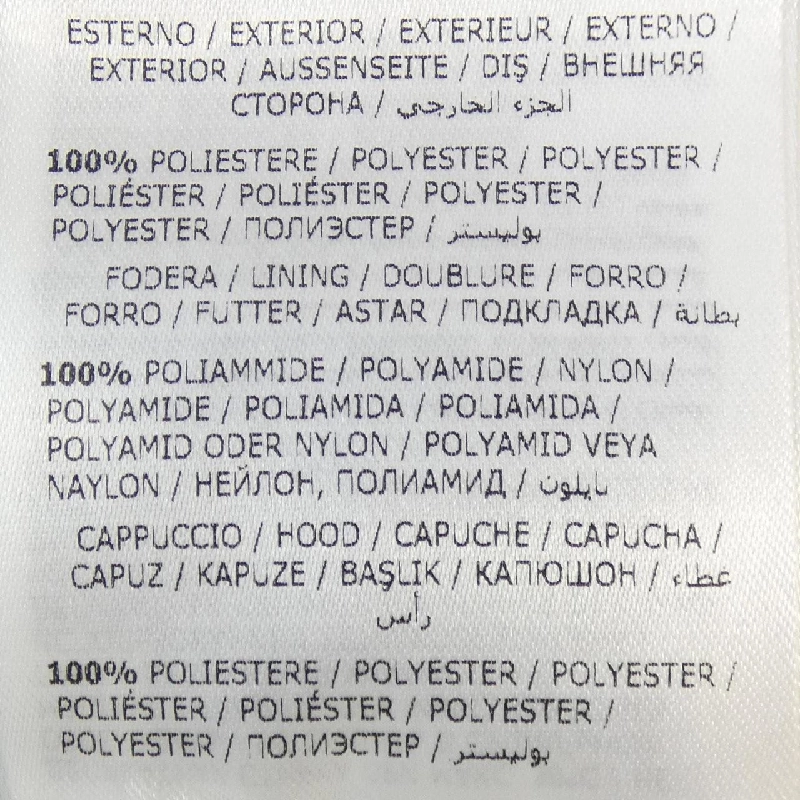 ESTERNO / EXTERIOR / EXTERIEUR / EXTERNO /
EXTERIOR / AUSSENSEITE / DIŞ / ВНЕШНЯЯ
СТОРОНА / الجزء الخارجي
100% POLIESTERE / POLYESTER / POLYESTER /
POLIÉSTER / POLIÉSTER / POLYESTER /
POLYESTER / ПОЛИЭСТЕР / بوليستر
FODERA / LINING / DOUBLURE / FORRO /
FORRO / FUTTER / ASTAR / ПОДКЛАДКА / بطانة
100% POLIAMMIDE / POLYAMIDE / NYLON /
POLYAMIDE / POLIAMIDA / POLIAMIDA /
POLYAMID ODER NYLON / POLYAMID VEYA
NAYLON / НЕЙЛОН, ПОЛИАМИД / نايلون
CAPPUCCIO / HOOD / CAPUCHE / CAPUCHA /
CAPUZ / KAPUZE / BAŞLIK / КАПЮШОН / غطاء
رأس
100% POLIESTERE / POLYESTER / POLYESTER /
POLIÉSTER / POLIÉSTER / POLYESTER /
POLYESTER / ПОЛИЭСТЕР / بوليستر